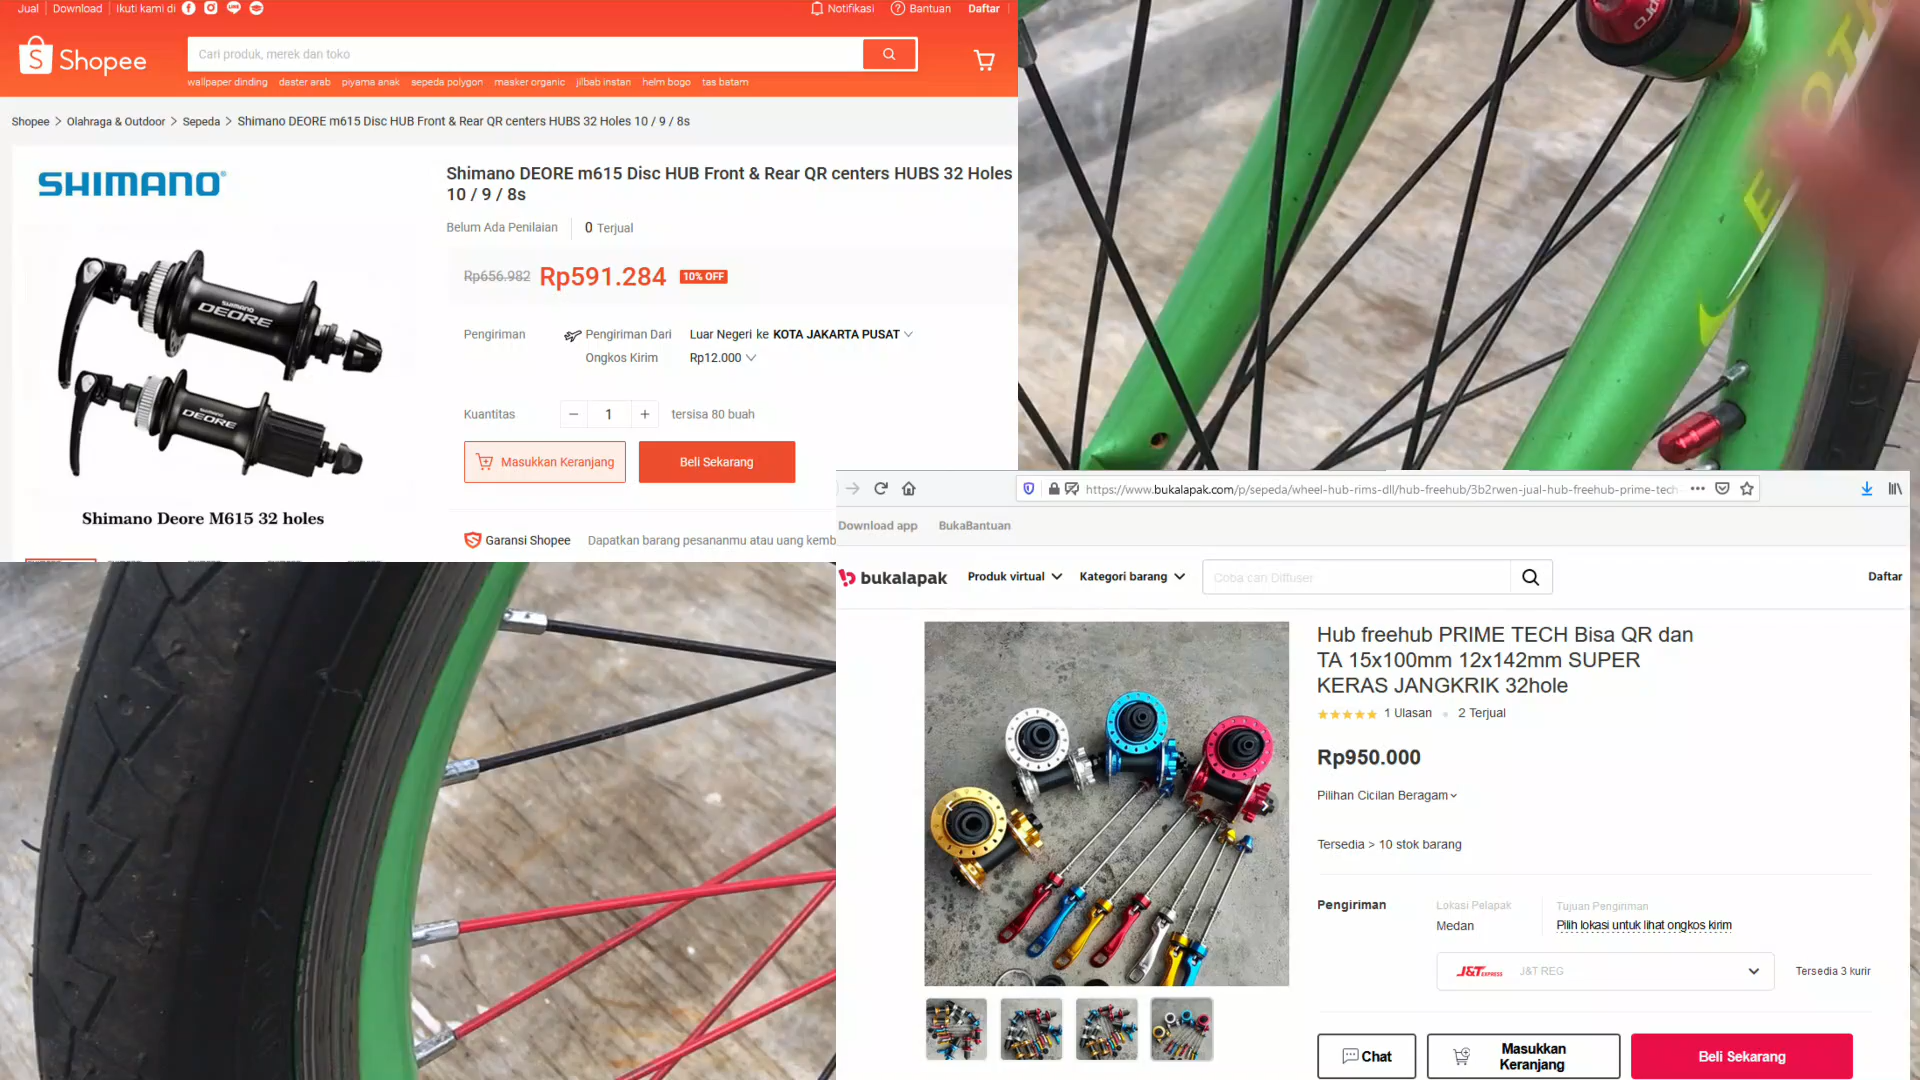 Jual
Download
Ikuti kami di
Notifikasi
Bantuan
Daftar
Shopee
Cari produk, merek dan toko
wallpaper dinding
daster arab
piyama anak
sepeda polygon
masker organic
jilbab instan
helm bogo
tas batam
Shopee > Olahraga & Outdoor > Sepeda > Shimano DEORE m615 Disc HUB Front & Rear QR centers HUBS 32 Holes 10 / 9 / 8s
SHIMANO
SHIMANO
DEORE
SHIMANO
DEORE
Shimano Deore M615 32 holes
Shimano DEORE m615 Disc HUB Front & Rear QR centers HUBS 32 Holes
10 / 9 / 8s
Belum Ada Penilaian
0 Terjual
Rp656.982
Rp591.284
10% OFF
Pengiriman
Pengiriman Dari
Luar Negeri ke KOTA JAKARTA PUSAT
Ongkos Kirim
Rp12.000
Kuantitas
1
tersisa 80 buah
Masukkan Keranjang
Beli Sekarang
Garansi Shopee
Dapatkan barang pesananmu atau uang kemb
https://www.bukalapak.com/p/sepeda/wheel-hub-rims-dll/hub-freehub/3b2rwen-jual-hub-freehub-prime-tech
Download app
BukaBantuan
bukalapak
Produk virtual
Kategori barang
Coba cari Diffuser
Daftar
Hub freehub PRIME TECH Bisa QR dan
TA 15x100mm 12x142mm SUPER
KERAS JANGKRIK 32hole
1 Ulasan
2 Terjual
Rp950.000
Pilihan Cicilan Beragam
Tersedia > 10 stok barang
Pengiriman
Lokasi Pelapak
Medan
Tujuan Pengiriman
Pilih lokasi untuk lihat ongkos kirim
J&T EXPRESS
J&T REG
Tersedia 3 kurir
Chat
Masukkan
Keranjang
Beli Sekarang